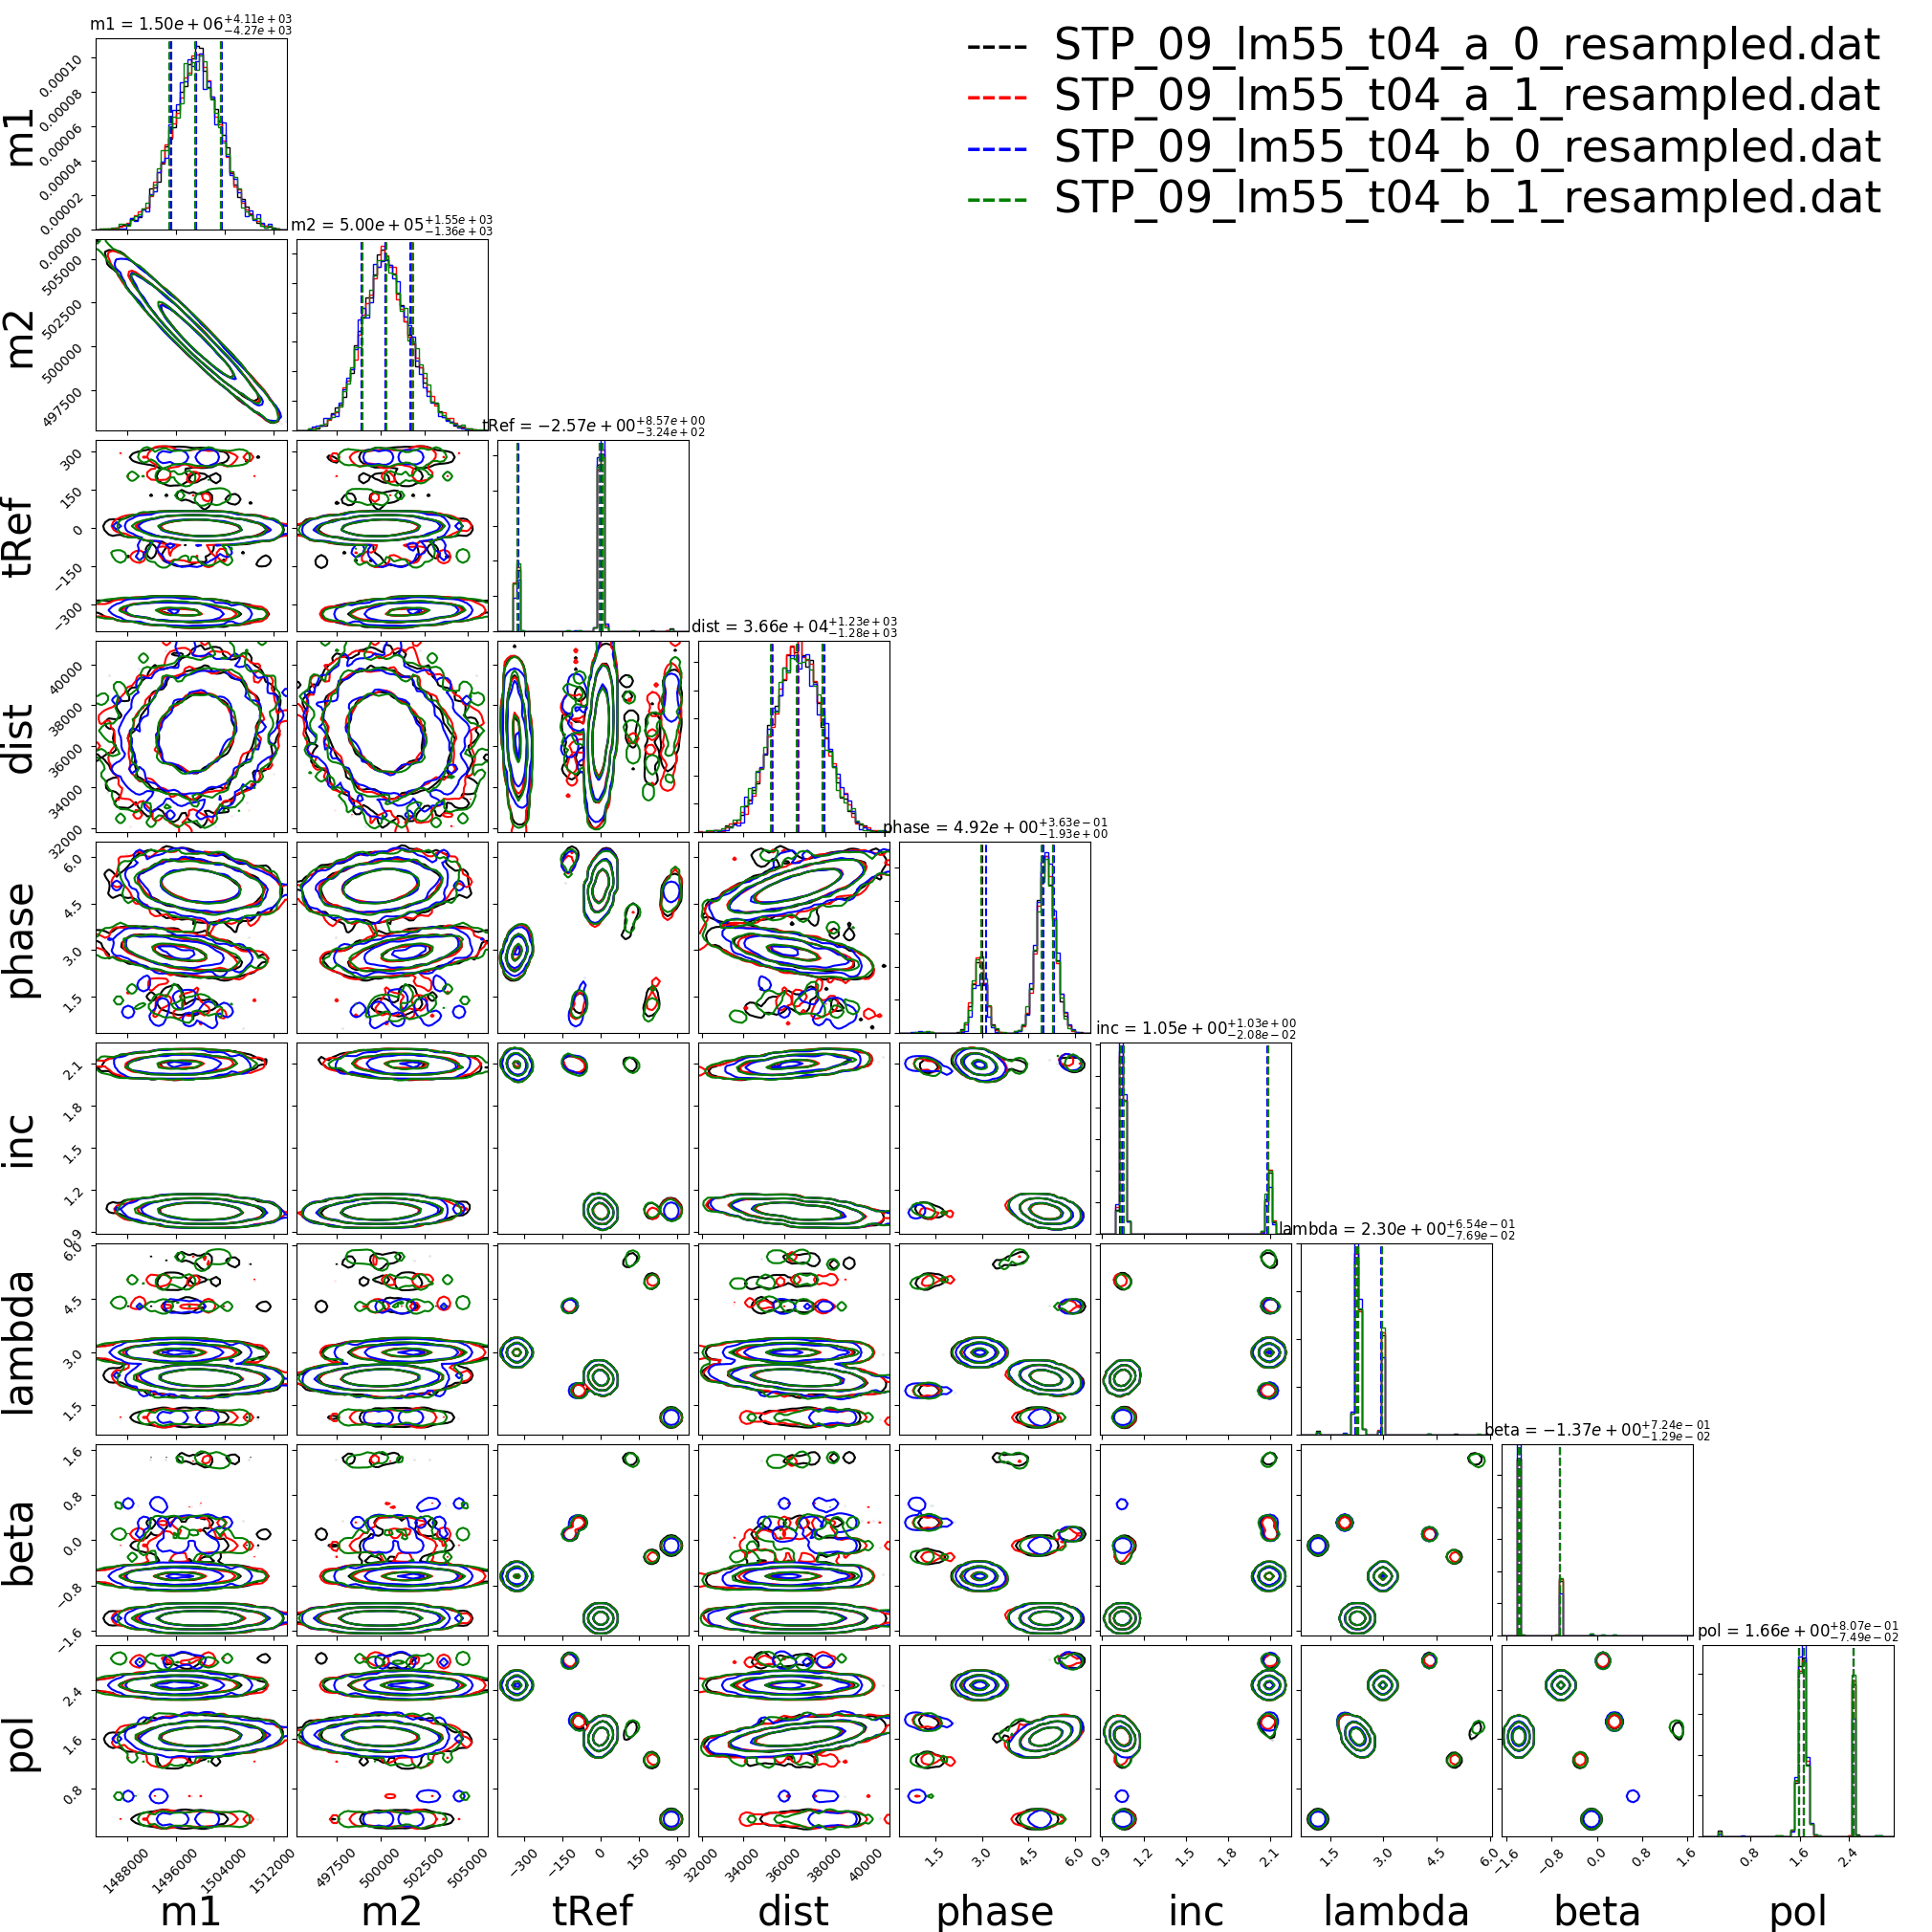 m1 = 1.50e+06 +4.11e+03 −4.27e+03
STP_09_lm55_t04_a_0_resampled.dat
STP_09_lm55_t04_a_1_resampled.dat
STP_09_lm55_t04_b_0_resampled.dat
STP_09_lm55_t04_b_1_resampled.dat
m1
0.00010
0.00008
0.00006
0.00004
0.00002
0.00000
m2 = 5.00e+05 +1.55e+03 −1.36e+03
m2
505000
502500
500000
497500
tRef = −2.57e+00 +8.57e+00 −3.24e+02
tRef
300
150
0
−150
−300
dist = 3.66e+04 +1.23e+03 −1.28e+03
dist
40000
38000
36000
34000
32000
phase = 4.92e+00 +3.63e−01 −1.93e+00
phase
6.0
4.5
3.0
1.5
inc = 1.05e+00 +1.03e+00 −2.08e−02
inc
2.1
1.8
1.5
1.2
lambda = 2.30e+00 +6.54e−01 −7.69e−02
lambda
4.5
3.0
1.5
beta = −1.37e+00 +7.24e−01 −1.29e−02
beta
1.6
0.8
0.0
−0.8
−1.6
pol = 1.66e+00 +8.07e−01 −7.49e−02
pol
2.4
1.6
0.8
1488000 1496000 1504000 1512000 497500 500000 502500 505000 −300 −150 0 150 300 32000 34000 36000 38000 40000 1.5 3.0 4.5 6.0 0.9 1.2 1.5 1.8 2.1 1.5 3.0 4.5 6.0 −1.6 −0.8 0.0 0.8 1.6 0.8 1.6 2.4
m1 m2 tRef dist phase inc lambda beta pol